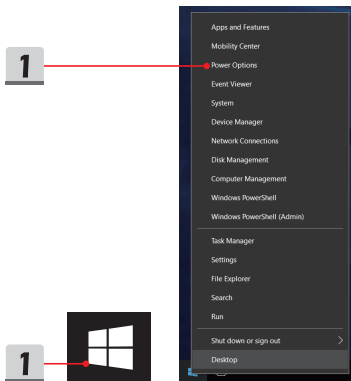 Apps and Features
Mobility Center
1
Power Options
Event Viewer
System
Device Manager
Network Connections
Disk Management
Computer Management
Windows PowerShell
Windows PowerShell (Admin)
Task Manager
Settings
File Explorer
Search
Run
Shut down or sign out
1
Desktop